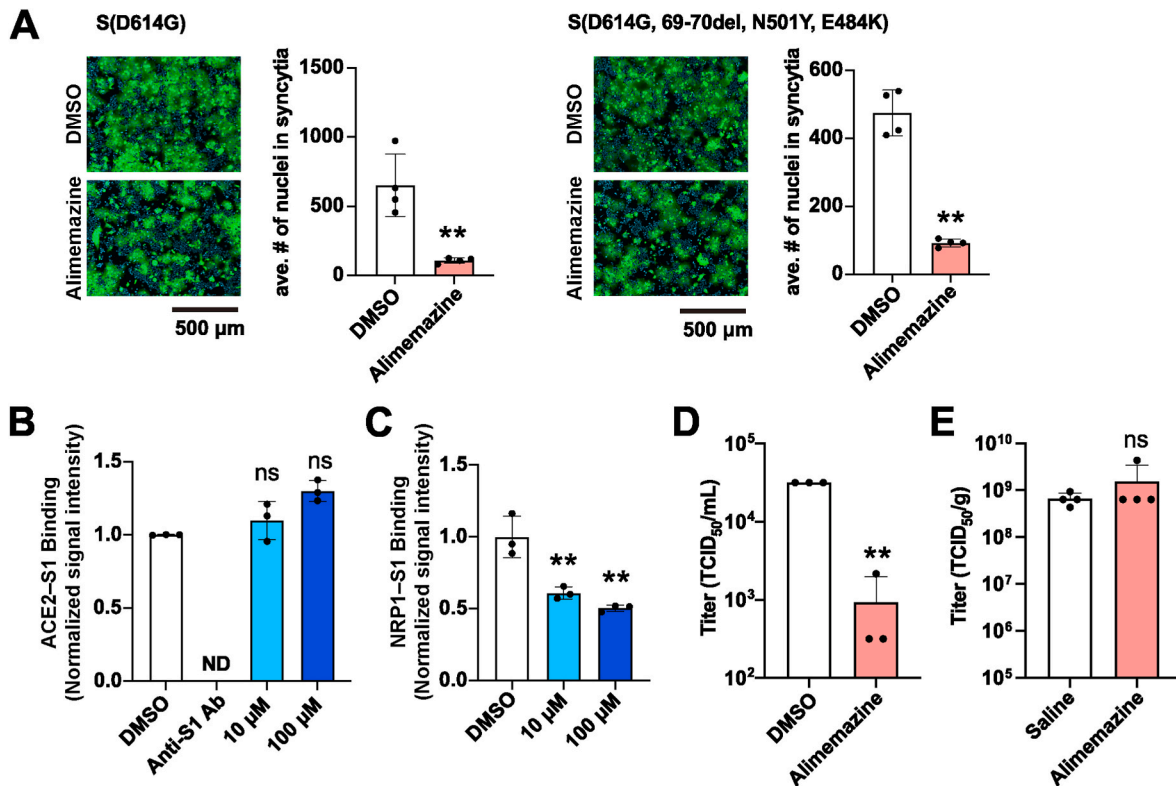 A
S(D614G)
DMSO
Alimemazine
500 µm
ave. # of nuclei in syncytia
1500
1000
500
0
**
DMSO
Alimemazine
S(D614G, 69-70del, N501Y, E484K)
DMSO
Alimemazine
500 µm
ave. # of nuclei in syncytia
600
400
200
0
**
DMSO
Alimemazine
B
ACE2–S1 Binding
(Normalized signal intensity)
1.5
1.0
0.5
0.0
ND
ns
ns
DMSO
Anti-S1 Ab
10 µM
100 µM
C
NRP1–S1 Binding
(Normalized signal intensity)
1.5
1.0
0.5
0.0
**
**
DMSO
10 µM
100 µM
D
Titer (TCID50/mL)
10^5
10^4
10^3
10^2
**
DMSO
Alimemazine
E
Titer (TCID50/g)
10^10
10^9
10^8
10^7
10^6
10^5
ns
Saline
Alimemazine